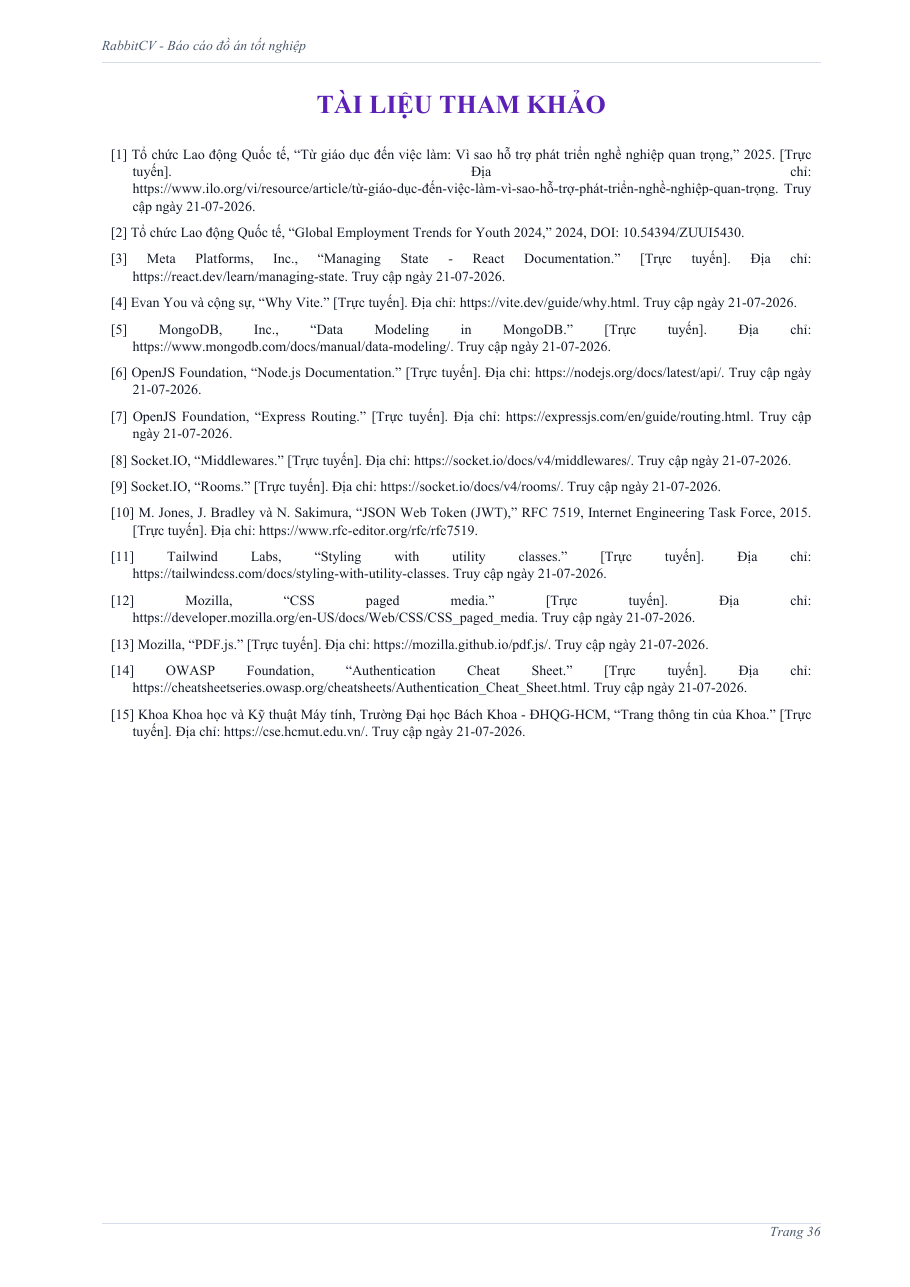 RabbitCV - Báo cáo đồ án tốt nghiệp
TÀI LIỆU THAM KHẢO
[1] Tổ chức Lao động Quốc tế, “Từ giáo dục đến việc làm: Vì sao hỗ trợ phát triển nghề nghiệp quan trọng,” 2025. [Trực
tuyến]. Địa chỉ:
https://www.ilo.org/vi/resource/article/từ-giáo-dục-đến-việc-làm-vì-sao-hỗ-trợ-phát-triển-nghề-nghiệp-quan-trọng. Truy
cập ngày 21-07-2026.
[2] Tổ chức Lao động Quốc tế, “Global Employment Trends for Youth 2024,” 2024, DOI: 10.54394/ZUUI5430.
[3] Meta Platforms, Inc., “Managing State - React Documentation.” [Trực tuyến]. Địa chỉ:
https://react.dev/learn/managing-state. Truy cập ngày 21-07-2026.
[4] Evan You và cộng sự, “Why Vite.” [Trực tuyến]. Địa chỉ: https://vite.dev/guide/why.html. Truy cập ngày 21-07-2026.
[5] MongoDB, Inc., “Data Modeling in MongoDB.” [Trực tuyến]. Địa chỉ:
https://www.mongodb.com/docs/manual/data-modeling/. Truy cập ngày 21-07-2026.
[6] OpenJS Foundation, “Node.js Documentation.” [Trực tuyến]. Địa chỉ: https://nodejs.org/docs/latest/api/. Truy cập ngày
21-07-2026.
[7] OpenJS Foundation, “Express Routing.” [Trực tuyến]. Địa chỉ: https://expressjs.com/en/guide/routing.html. Truy cập
ngày 21-07-2026.
[8] Socket.IO, “Middlewares.” [Trực tuyến]. Địa chỉ: https://socket.io/docs/v4/middlewares/. Truy cập ngày 21-07-2026.
[9] Socket.IO, “Rooms.” [Trực tuyến]. Địa chỉ: https://socket.io/docs/v4/rooms/. Truy cập ngày 21-07-2026.
[10] M. Jones, J. Bradley và N. Sakimura, “JSON Web Token (JWT),” RFC 7519, Internet Engineering Task Force, 2015.
[Trực tuyến]. Địa chỉ: https://www.rfc-editor.org/rfc/rfc7519.
[11] Tailwind Labs, “Styling with utility classes.” [Trực tuyến]. Địa chỉ:
https://tailwindcss.com/docs/styling-with-utility-classes. Truy cập ngày 21-07-2026.
[12] Mozilla, “CSS paged media.” [Trực tuyến]. Địa chỉ:
https://developer.mozilla.org/en-US/docs/Web/CSS/CSS_paged_media. Truy cập ngày 21-07-2026.
[13] Mozilla, “PDF.js.” [Trực tuyến]. Địa chỉ: https://mozilla.github.io/pdf.js/. Truy cập ngày 21-07-2026.
[14] OWASP Foundation, “Authentication Cheat Sheet.” [Trực tuyến]. Địa chỉ:
https://cheatsheetseries.owasp.org/cheatsheets/Authentication_Cheat_Sheet.html. Truy cập ngày 21-07-2026.
[15] Khoa Khoa học và Kỹ thuật Máy tính, Trường Đại học Bách Khoa - ĐHQG-HCM, “Trang thông tin của Khoa.” [Trực
tuyến]. Địa chỉ: https://cse.hcmut.edu.vn/. Truy cập ngày 21-07-2026.
Trang 36